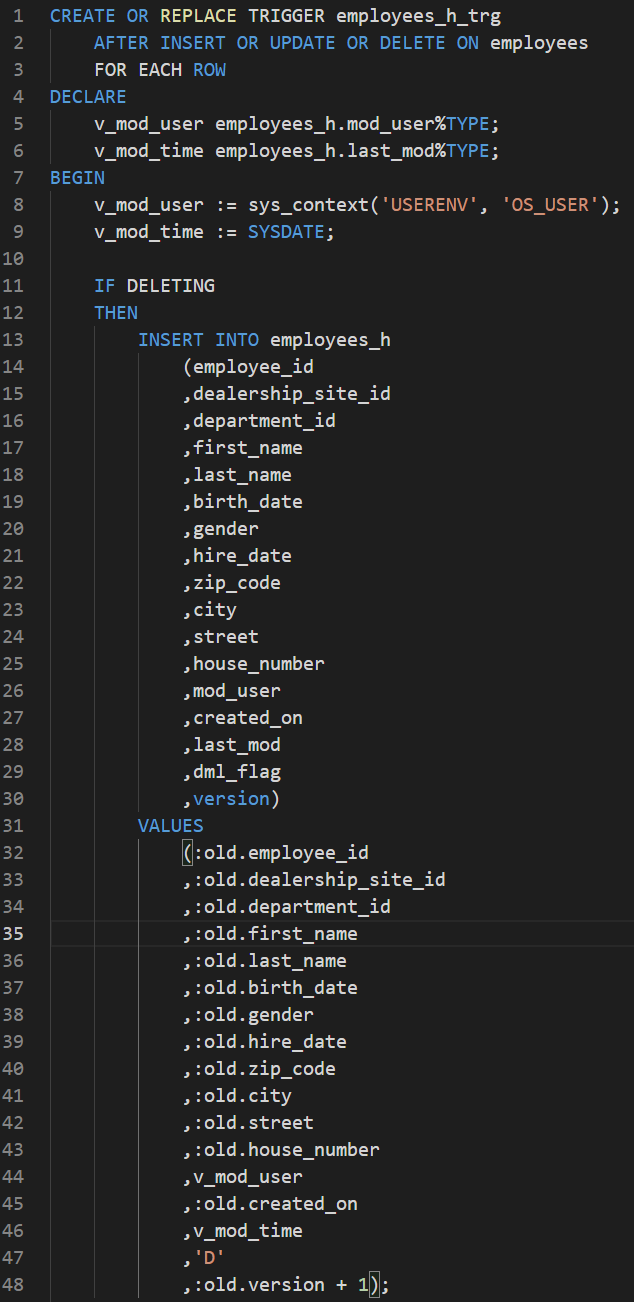 1 CREATE OR REPLACE TRIGGER employees_h_trg
2 AFTER INSERT OR UPDATE OR DELETE ON employees
3 FOR EACH ROW
4 DECLARE
5 v_mod_user employees_h.mod_user%TYPE;
6 v_mod_time employees_h.last_mod%TYPE;
7 BEGIN
8 v_mod_user := sys_context('USERENV', 'OS_USER');
9 v_mod_time := SYSDATE;
10
11 IF DELETING
12 THEN
13 INSERT INTO employees_h
14 (employee_id
15 ,dealership_site_id
16 ,department_id
17 ,first_name
18 ,last_name
19 ,birth_date
20 ,gender
21 ,hire_date
22 ,zip_code
23 ,city
24 ,street
25 ,house_number
26 ,mod_user
27 ,created_on
28 ,last_mod
29 ,dml_flag
30 ,version)
31 VALUES
32 (:old.employee_id
33 ,:old.dealership_site_id
34 ,:old.department_id
35 ,:old.first_name
36 ,:old.last_name
37 ,:old.birth_date
38 ,:old.gender
39 ,:old.hire_date
40 ,:old.zip_code
41 ,:old.city
42 ,:old.street
43 ,:old.house_number
44 ,v_mod_user
45 ,:old.created_on
46 ,v_mod_time
47 ,'D'
48 ,:old.version + 1);